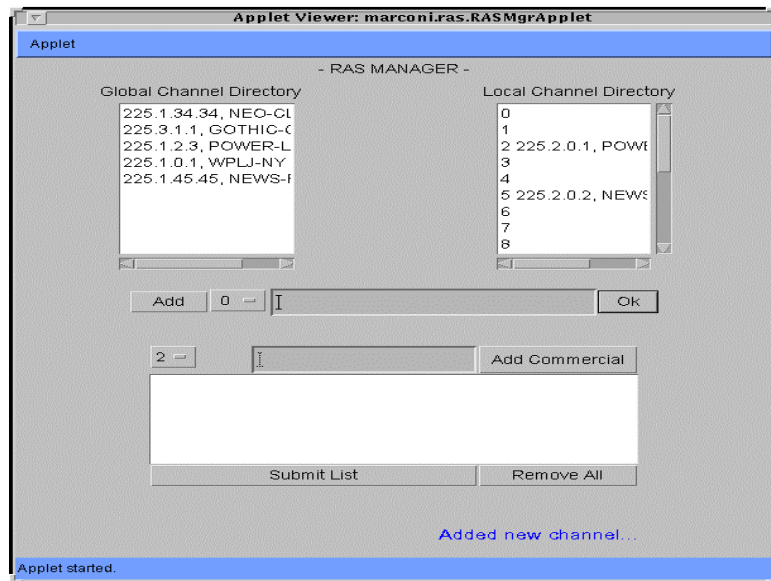 Applet Viewer: marconi.ras.RASMgrApplet
Applet
- RAS MANAGER -
Global Channel Directory
225.1.34.34, NEO-CL
225.3.1.1, GOTHIC-
225.1.2.3, POWER-L
225.1.0.1, WPLJ-NY
225.1.45.45, NEWS-
Local Channel Directory
0
1
2 225.2.0.1, POW
3
4
5 225.2.0.2, NEWS
6
7
8
Add 0 Ok
2 Add Commercial
Submit List Remove All
Added new channel...
Applet started.